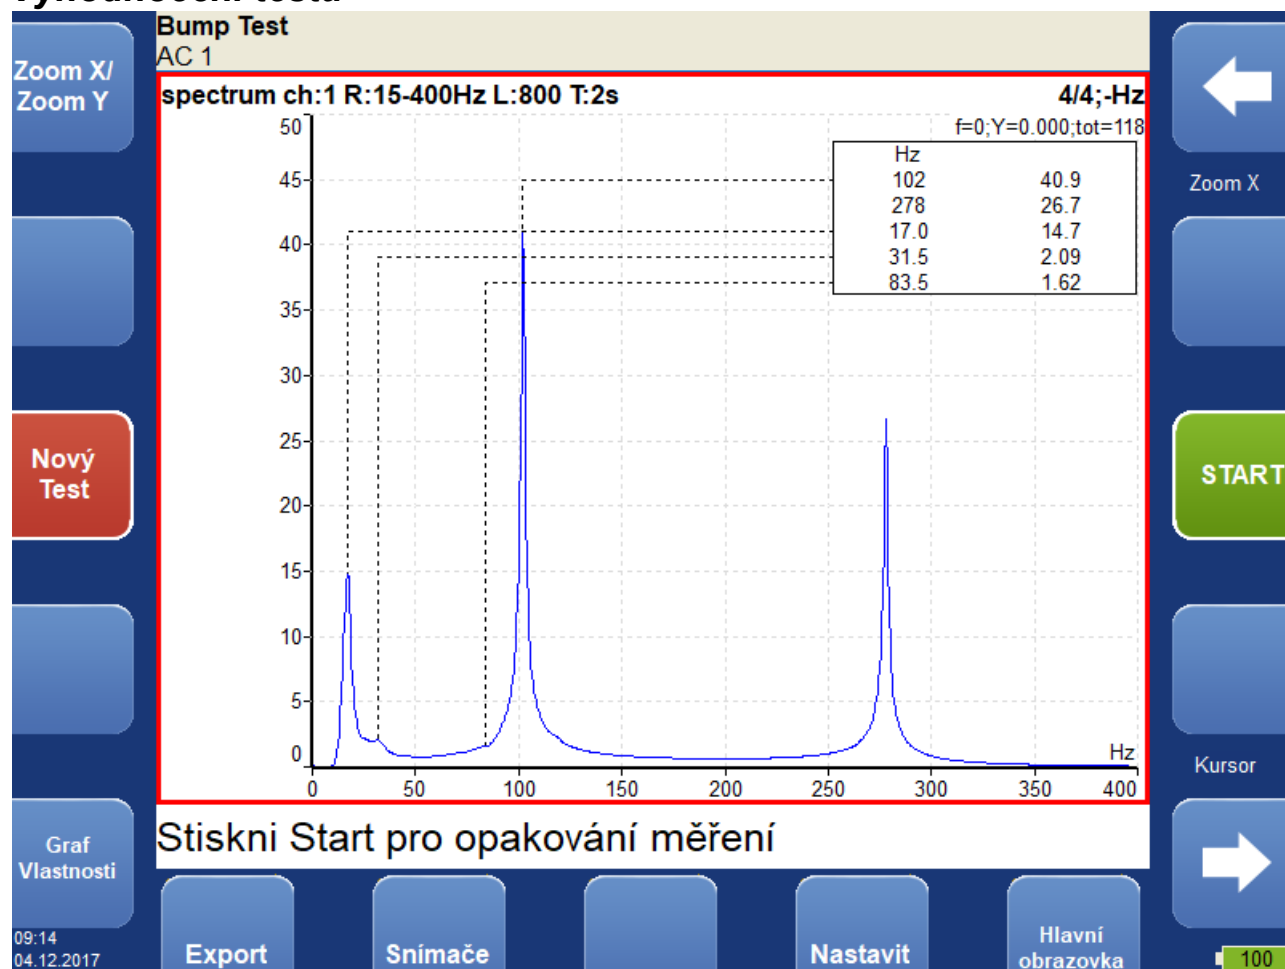 Vyhodnocení testu
Bump Test
AC 1
Zoom X/
Zoom Y
Nový
Test
Graf
Vlastnosti
09:14
04.12.2017
spectrum ch:1 R:15-400Hz L:800 T:2s
4/4;-Hz
f=0;Y=0.000;tot=118
Hz
102 40.9
278 26.7
17.0 14.7
31.5 2.09
83.5 1.62
50
45
40
35
30
25
20
15
10
5
0
Hz
0 50 100 150 200 250 300 350 400
Stiskni Start pro opakování měření
Export
Snímače
Nastavit
Hlavní
obrazovka
Zoom X
START
Kursor
100